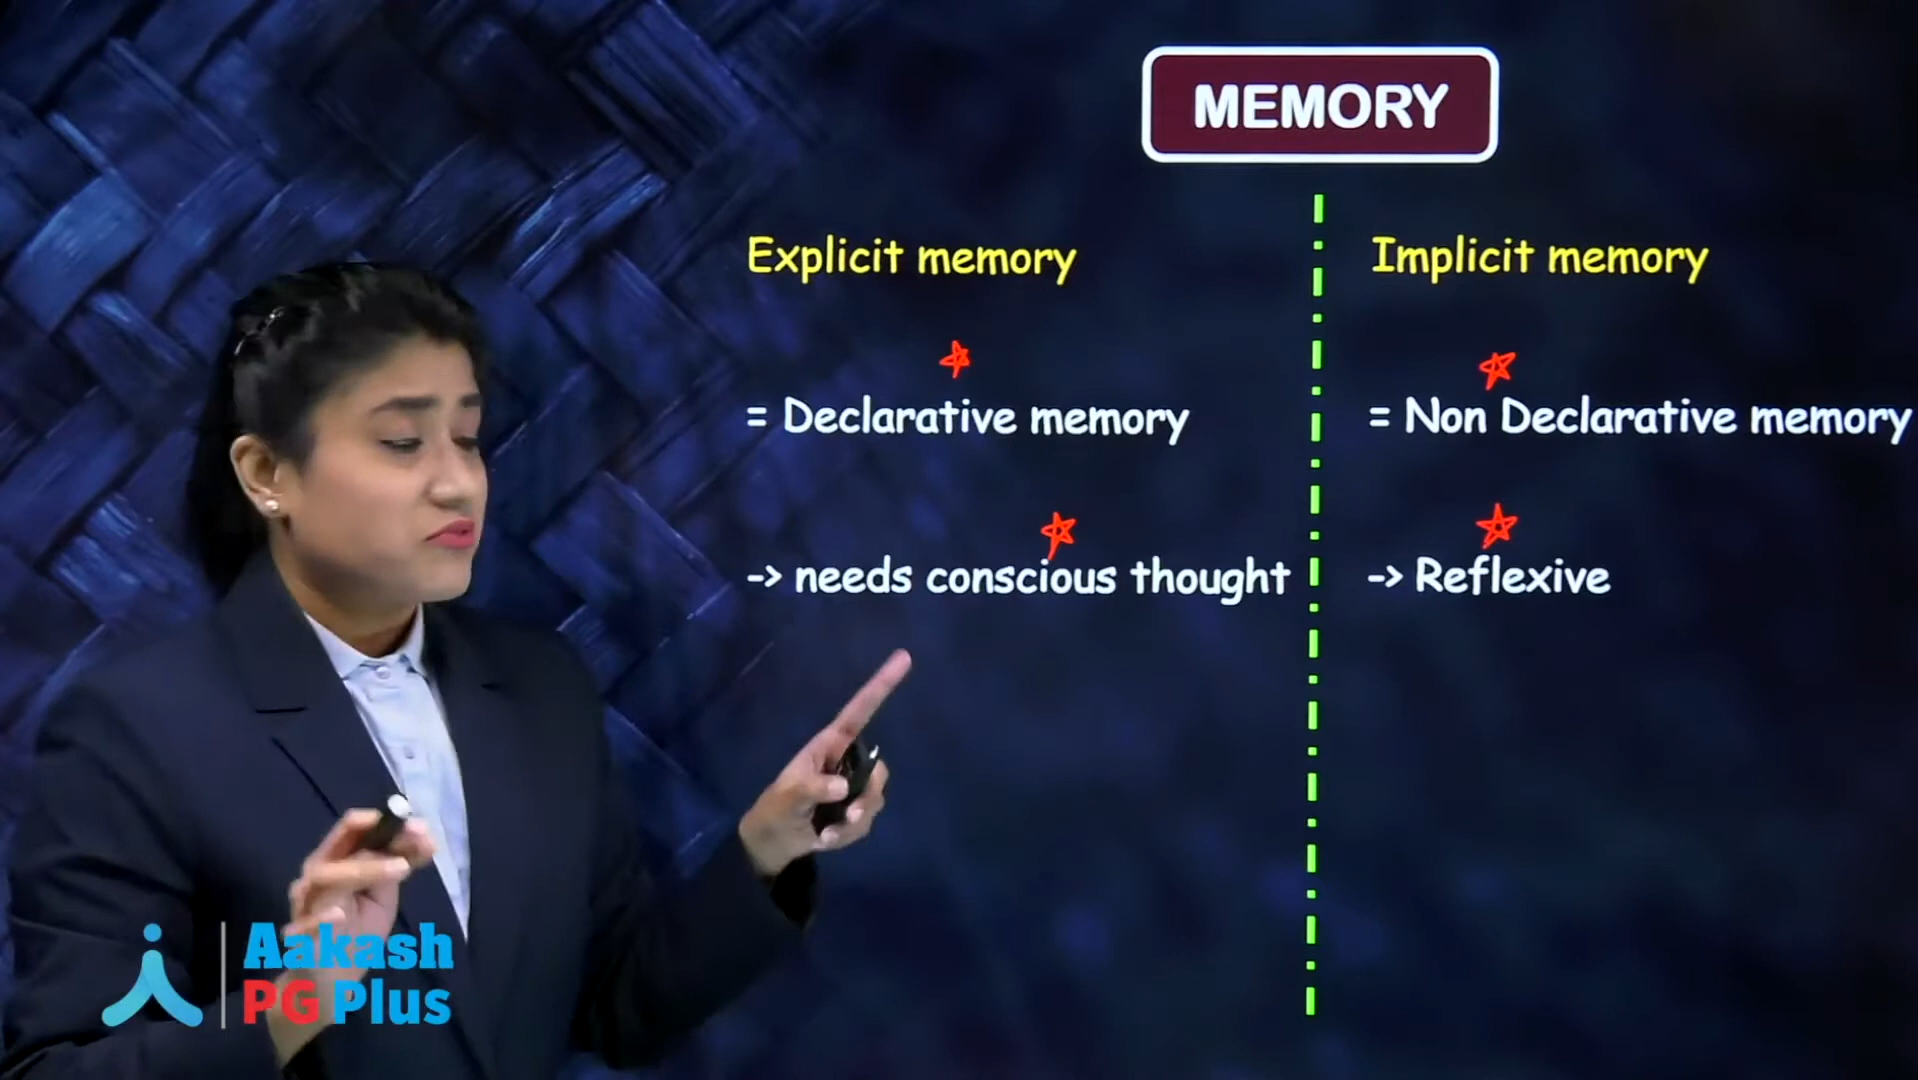 MEMORY
Explicit memory
= Declarative memory
-> needs conscious thought
Implicit memory
= Non Declarative memory
-> Reflexive
Aakash
PG Plus